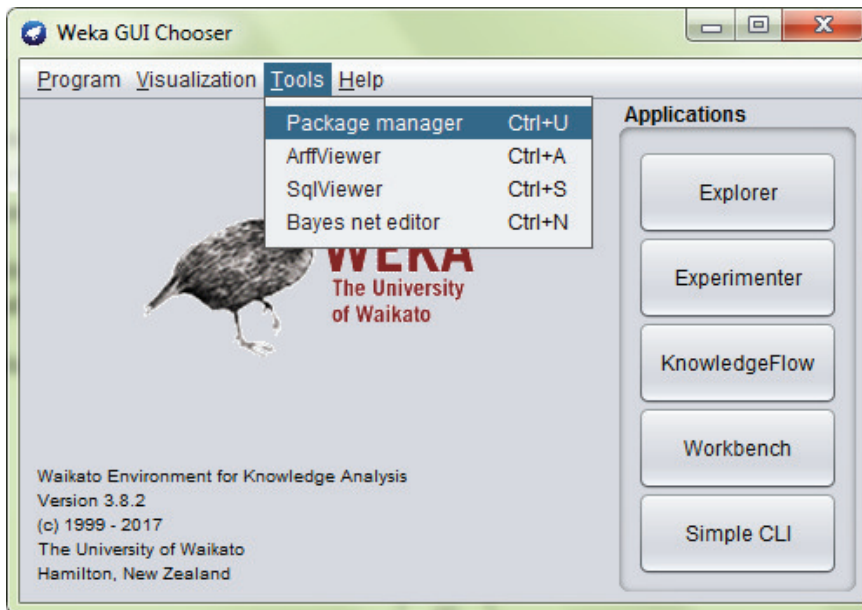 Weka GUI Chooser
Program Visualization Tools Help
Package manager Ctrl+U
ArffViewer Ctrl+A
SqlViewer Ctrl+S
Bayes net editor Ctrl+N
WEKA
The University
of Waikato
Waikato Environment for Knowledge Analysis
Version 3.8.2
(c) 1999 - 2017
The University of Waikato
Hamilton, New Zealand
Applications
Explorer
Experimenter
KnowledgeFlow
Workbench
Simple CLI